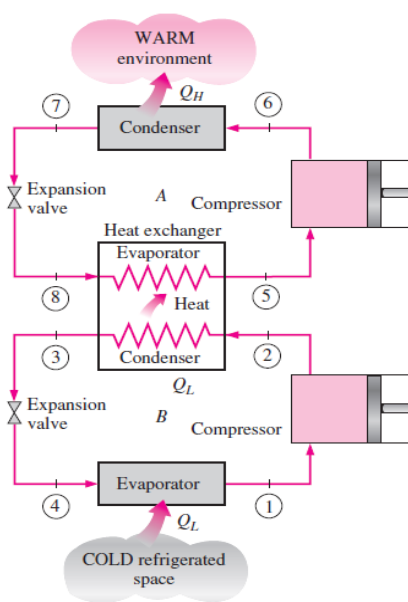 WARM
environment
Q_H
7
6
Condenser
Expansion
valve
A
Compressor
Heat exchanger
Evaporator
8
5
Heat
3
2
Condenser
Q_L
Expansion
valve
B
Compressor
Evaporator
4
1
Q_L
COLD refrigerated
space